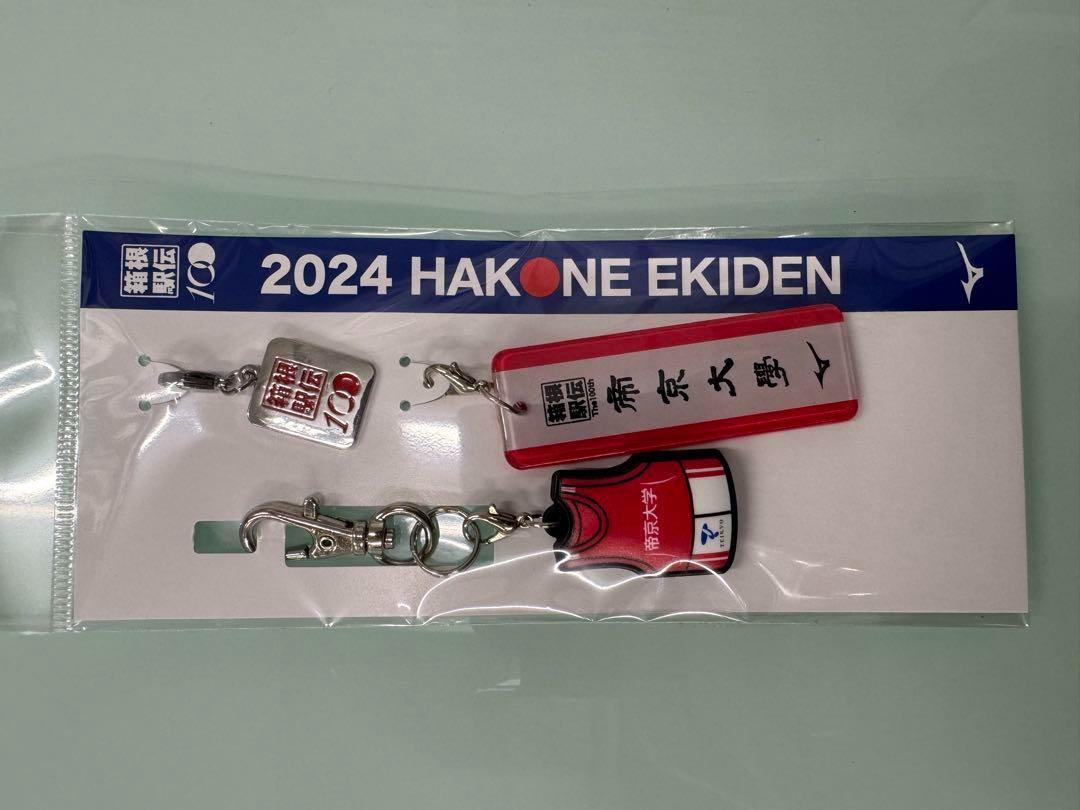 箱根
駅伝
100
2024 HAKONE EKIDEN
箱根
駅伝
100
箱根
駅伝
The 100th
帝京大學
帝京大学
TEIKYO